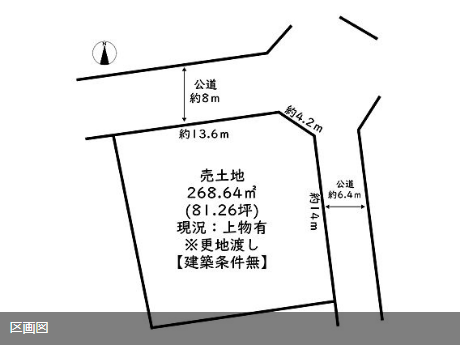 公道
約8m
約4.2m
約13.6m
売土地
268.64㎡
(81.26坪)
現況：上物有
※更地渡し
【建築条件無】
約14m
公道
約6.4m
区画図